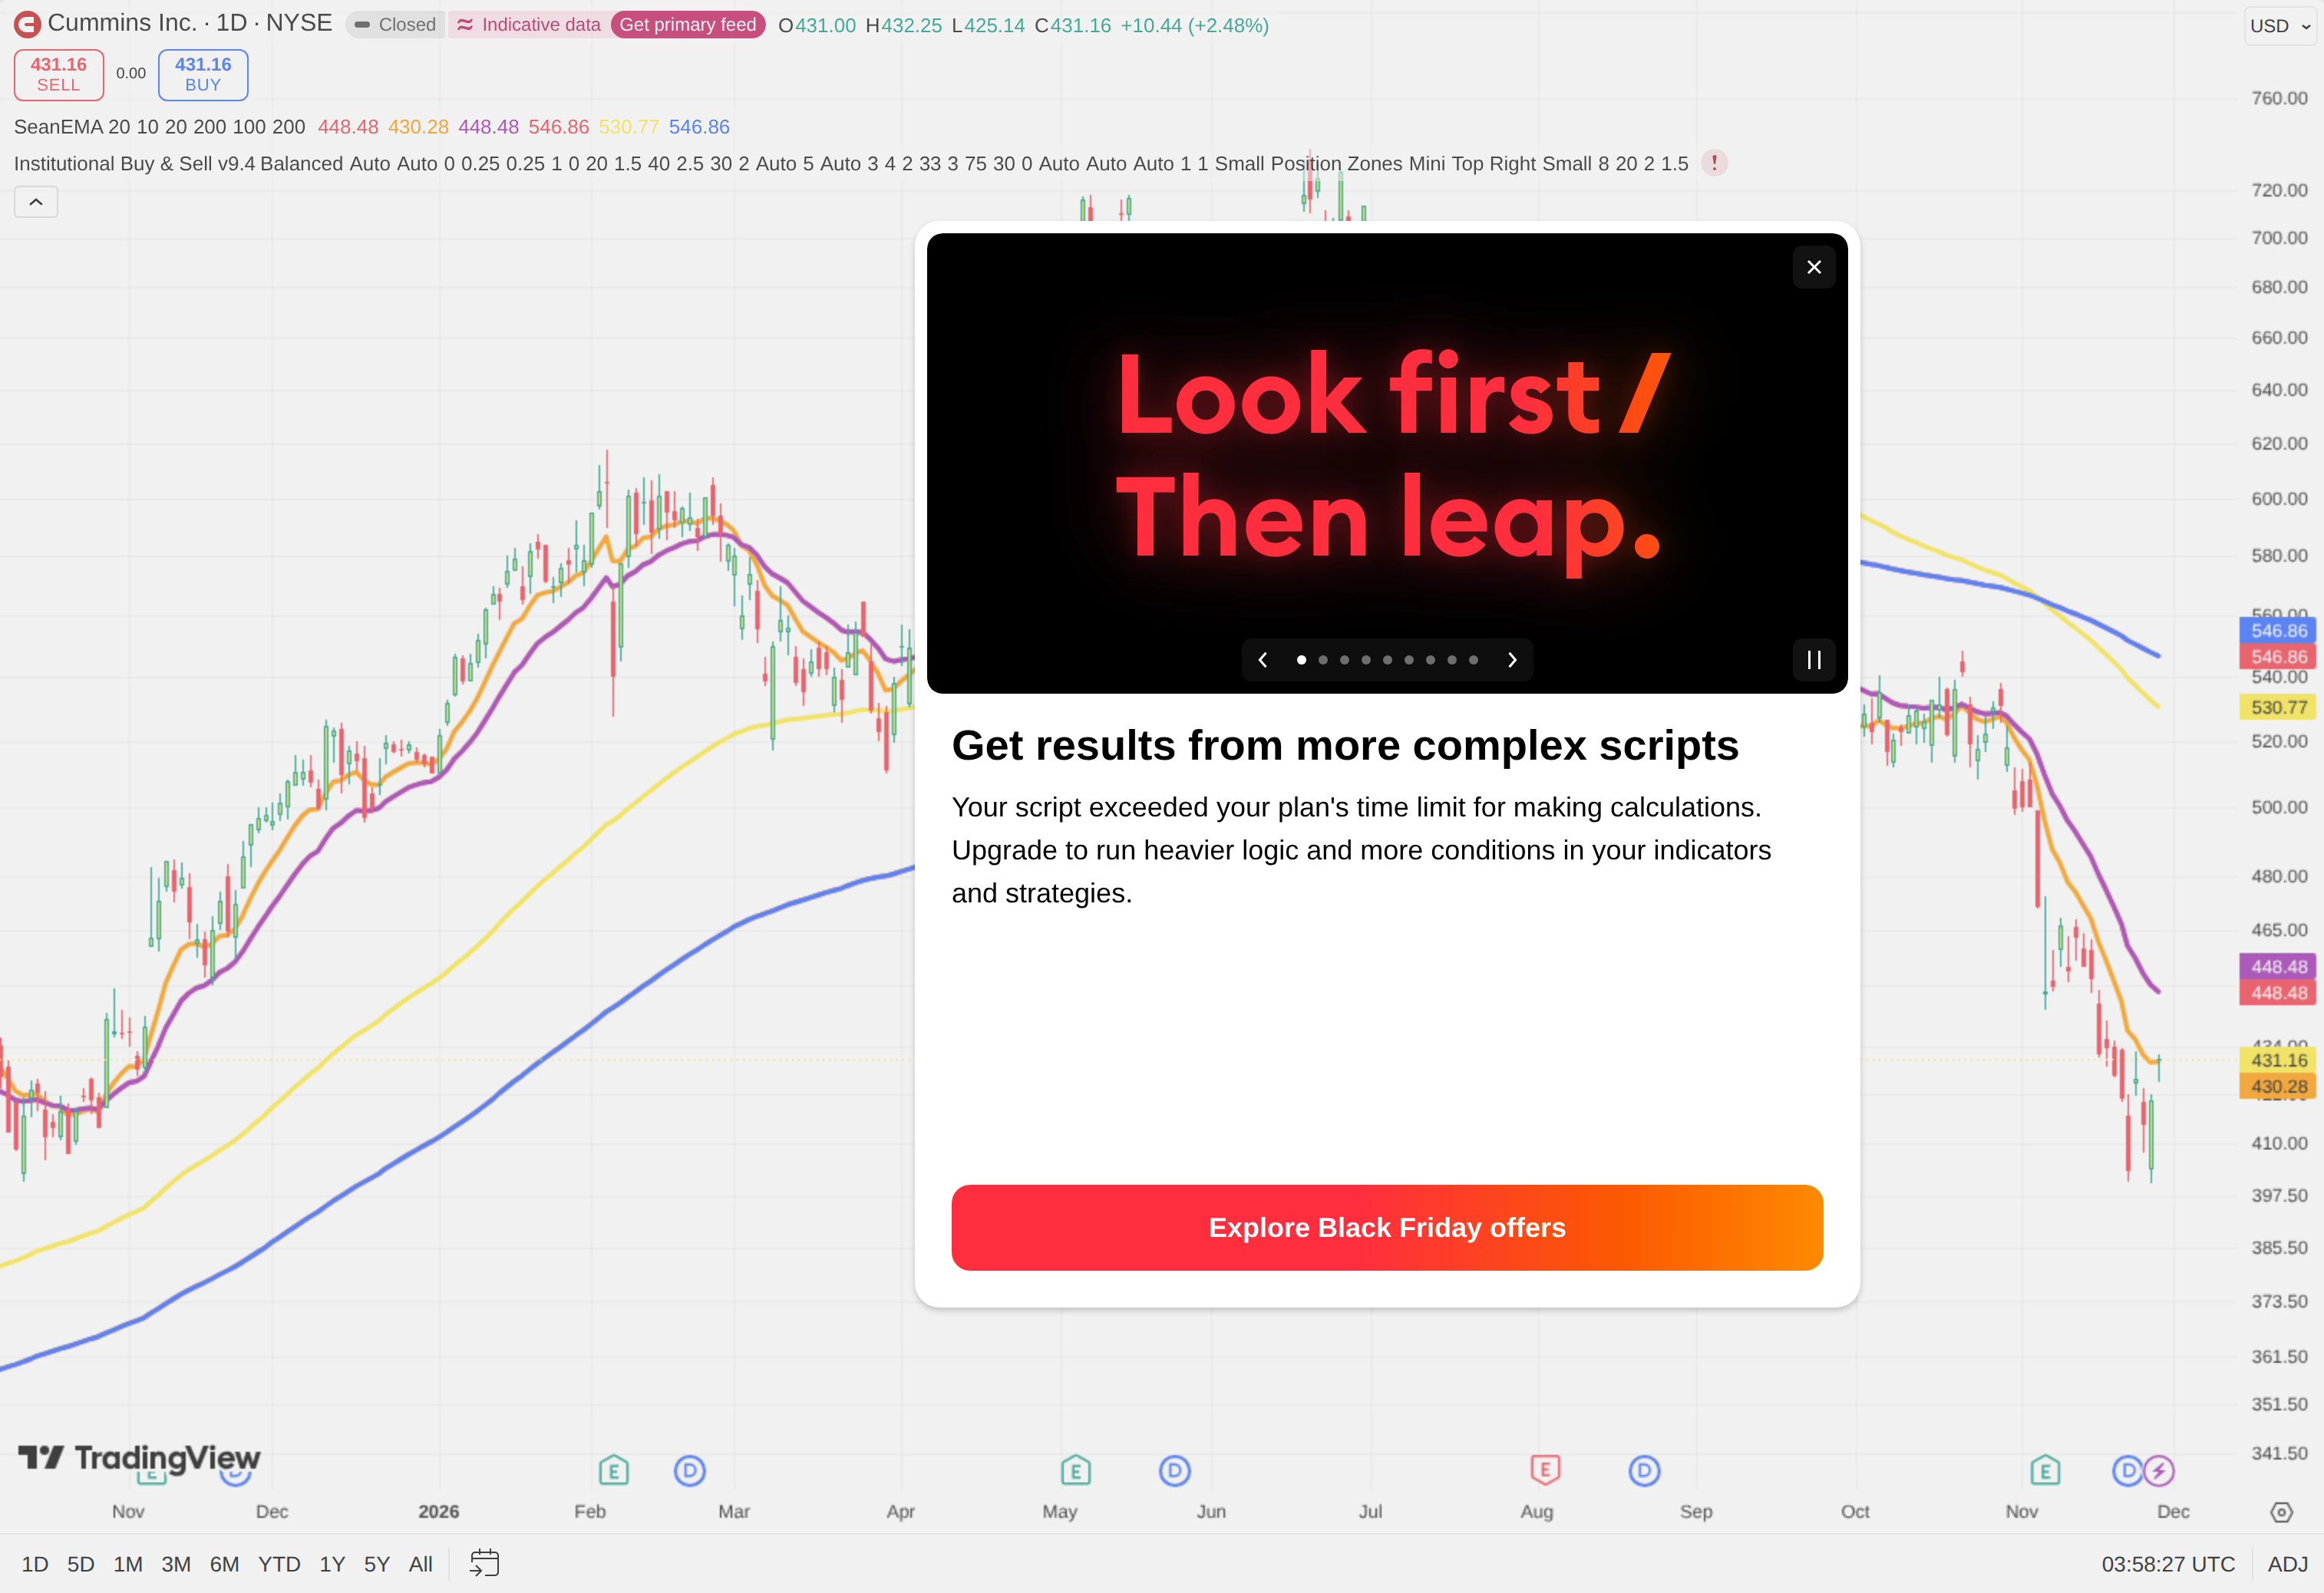 Cummins Inc. · 1D · NYSE Closed Indicative data Get primary feed O431.00 H432.25 L425.14 C431.16 +10.44 (+2.48%) USD
431.16 SELL 0.00 431.16 BUY
SeanEMA 20 10 20 200 100 200 448.48 430.28 448.48 546.86 530.77 546.86
Institutional Buy & Sell v9.4 Balanced Auto Auto 0 0.25 0.25 1 0 20 1.5 40 2.5 30 2 Auto 5 Auto 3 4 2 33 3 75 30 0 Auto Auto Auto 1 1 Small Position Zones Mini Top Right Small 8 20 2 1.5
Look first /
Then leap.
Get results from more complex scripts
Your script exceeded your plan's time limit for making calculations.
Upgrade to run heavier logic and more conditions in your indicators
and strategies.
Explore Black Friday offers
760.00
720.00
700.00
680.00
660.00
640.00
620.00
600.00
580.00
560.00
546.86
546.86
540.00
530.77
520.00
500.00
480.00
465.00
448.48
448.48
434.00
431.16
430.28
410.00
397.50
385.50
373.50
361.50
351.50
341.50
TradingView
E D E D E D E D E D
Nov Dec 2026 Feb Mar Apr May Jun Jul Aug Sep Oct Nov Dec
1D 5D 1M 3M 6M YTD 1Y 5Y All 03:58:27 UTC ADJ